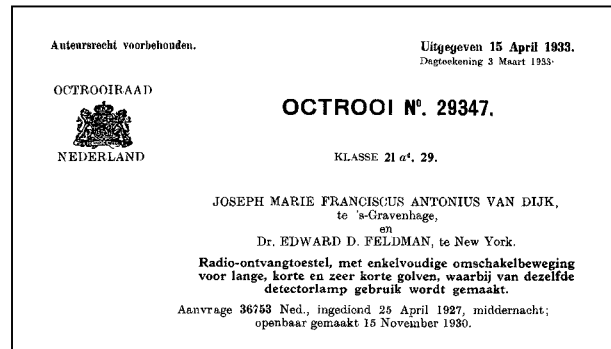 Auteursrecht voorbehouden.
Uitgegeven 15 April 1933.
Dagteekening 3 Maart 1933.
OCTROOIRAAD
NEDERLAND
OCTROOI Nº. 29347.
KLASSE 21 a⁴. 29.
JOSEPH MARIE FRANCISCUS ANTONIUS VAN DIJK,
te 's-Gravenhage,
en
Dr. EDWARD D. FELDMAN, te New York.
Radio-ontvangtoestel, met enkelvoudige omschakelbeweging
voor lange, korte en zeer korte golven, waarbij van dezelfde
detectorlamp gebruik wordt gemaakt.
Aanvrage 36753 Ned., ingediend 25 April 1927, middernacht;
openbaar gemaakt 15 November 1930.